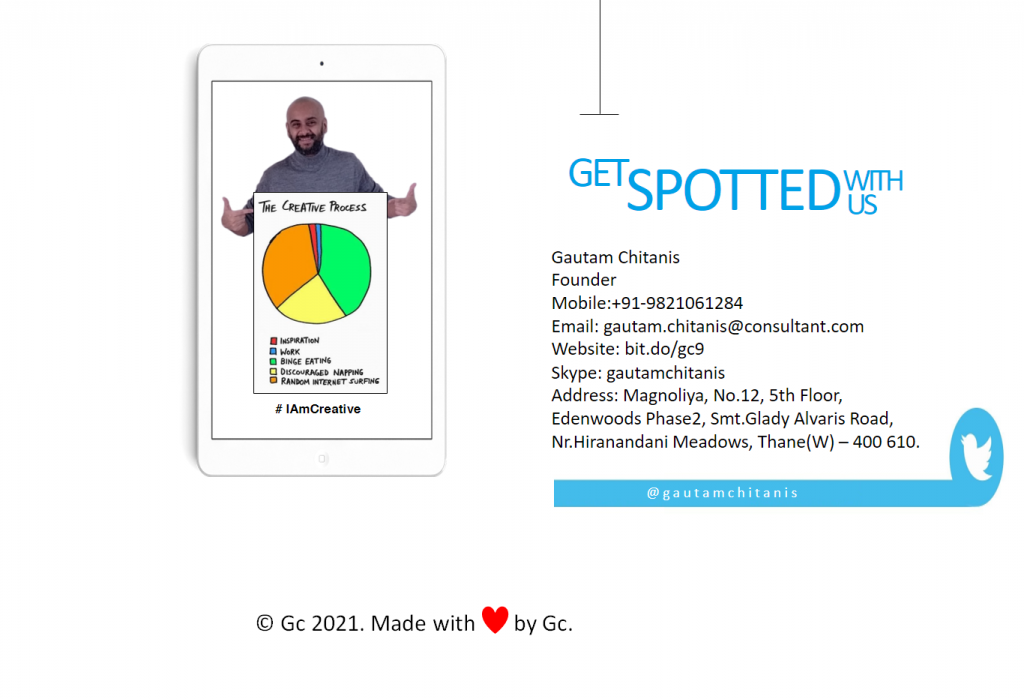 THE CREATIVE PROCESS
INSPIRATION
WORK
BINGE EATING
DISCOURAGED NAPPING
RANDOM INTERNET SURFING
# IAmCreative
GET SPOTTED WITH US
Gautam Chitanis
Founder
Mobile:+91-9821061284
Email: gautam.chitanis@consultant.com
Website: bit.do/gc9
Skype: gautamchitanis
Address: Magnoliya, No.12, 5th Floor,
Edenwoods Phase2, Smt.Glady Alvaris Road,
Nr.Hiranandani Meadows, Thane(W) – 400 610.
@gautamchitanis
© Gc 2021. Made with ❤ by Gc.